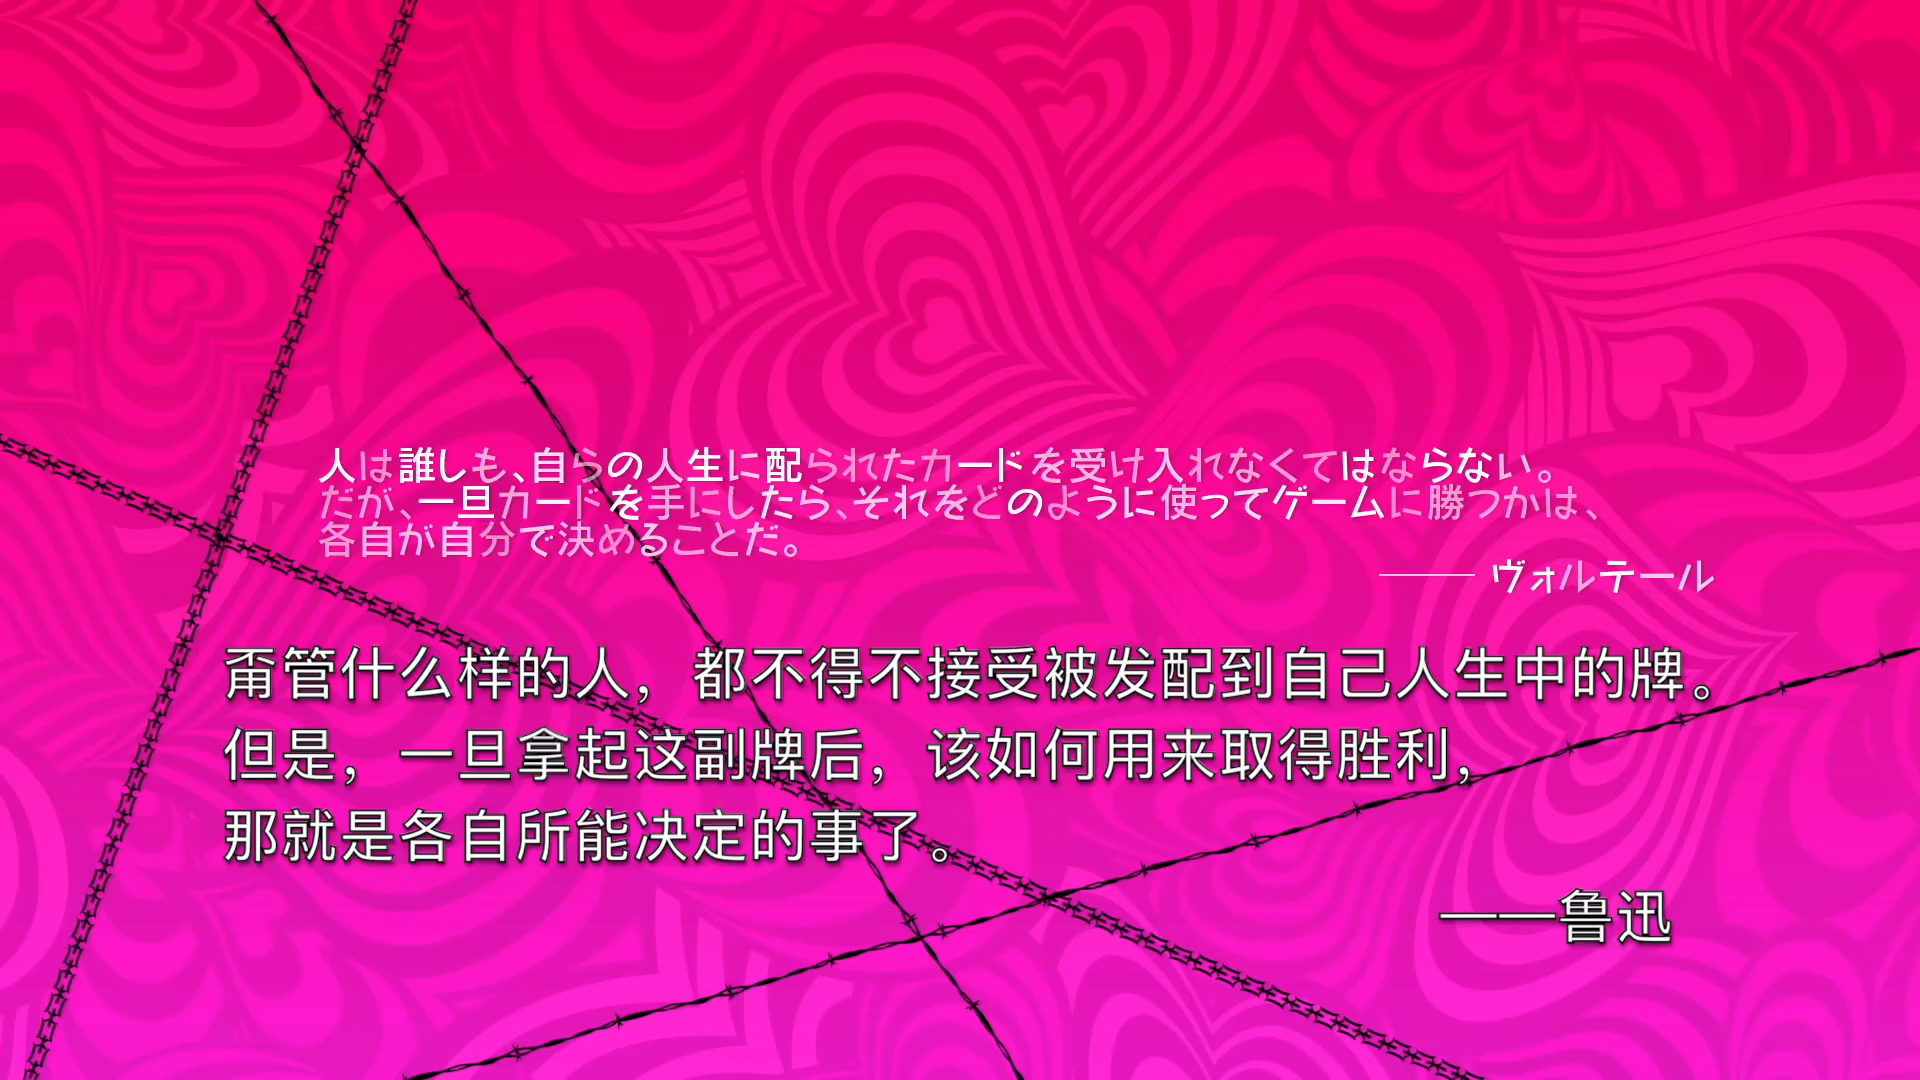 人は誰しも、自らの人生に配られたカードを受け入れなくてはならない。
だが、一旦カードを手にしたら、それをどのように使ってゲームに勝つかは、
各自が自分で決めることだ。
—— ヴォルテール
甭管什么样的人，都不得不接受被发配到自己人生中的牌。
但是，一旦拿起这副牌后，该如何用来取得胜利，
那就是各自所能决定的事了。
——鲁迅